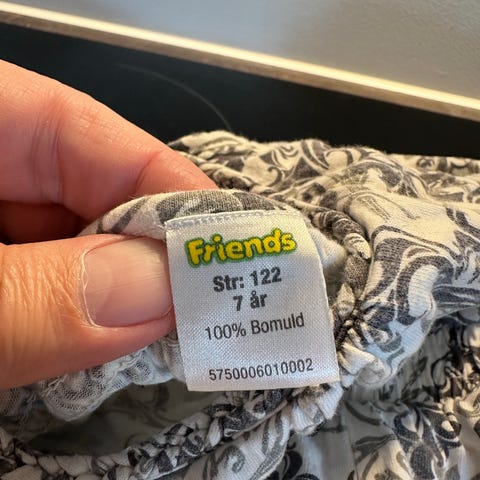 Friends
Str: 122
7 år
100% Bomuld
5750006010002